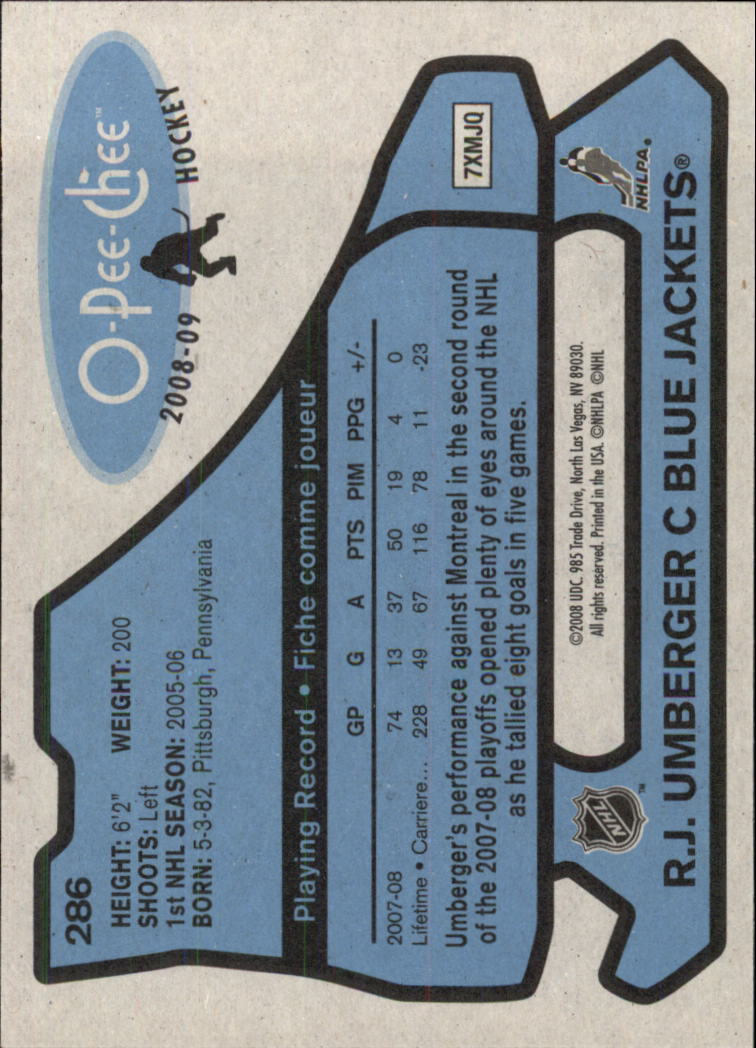 286
O-Pee-Chee™
2008-09 HOCKEY
HEIGHT: 6'2" WEIGHT: 200
SHOOTS: Left
1st NHL SEASON: 2005-06
BORN: 5-3-82, Pittsburgh, Pennsylvania
Playing Record • Fiche comme joueur
GP G A PTS PIM PPG +/-
2007-08 74 13 37 50 19 4 0
Lifetime • Carriere... 228 49 67 116 78 11 -23
Umberger's performance against Montreal in the second round
of the 2007-08 playoffs opened plenty of eyes around the NHL
as he tallied eight goals in five games.
7XMJQ
NHL™
©2008 UDC. 985 Trade Drive, North Las Vegas, NV 89030.
All rights reserved. Printed in the USA. ©NHLPA ©NHL
NHLPA.
R.J. UMBERGER C BLUE JACKETS®